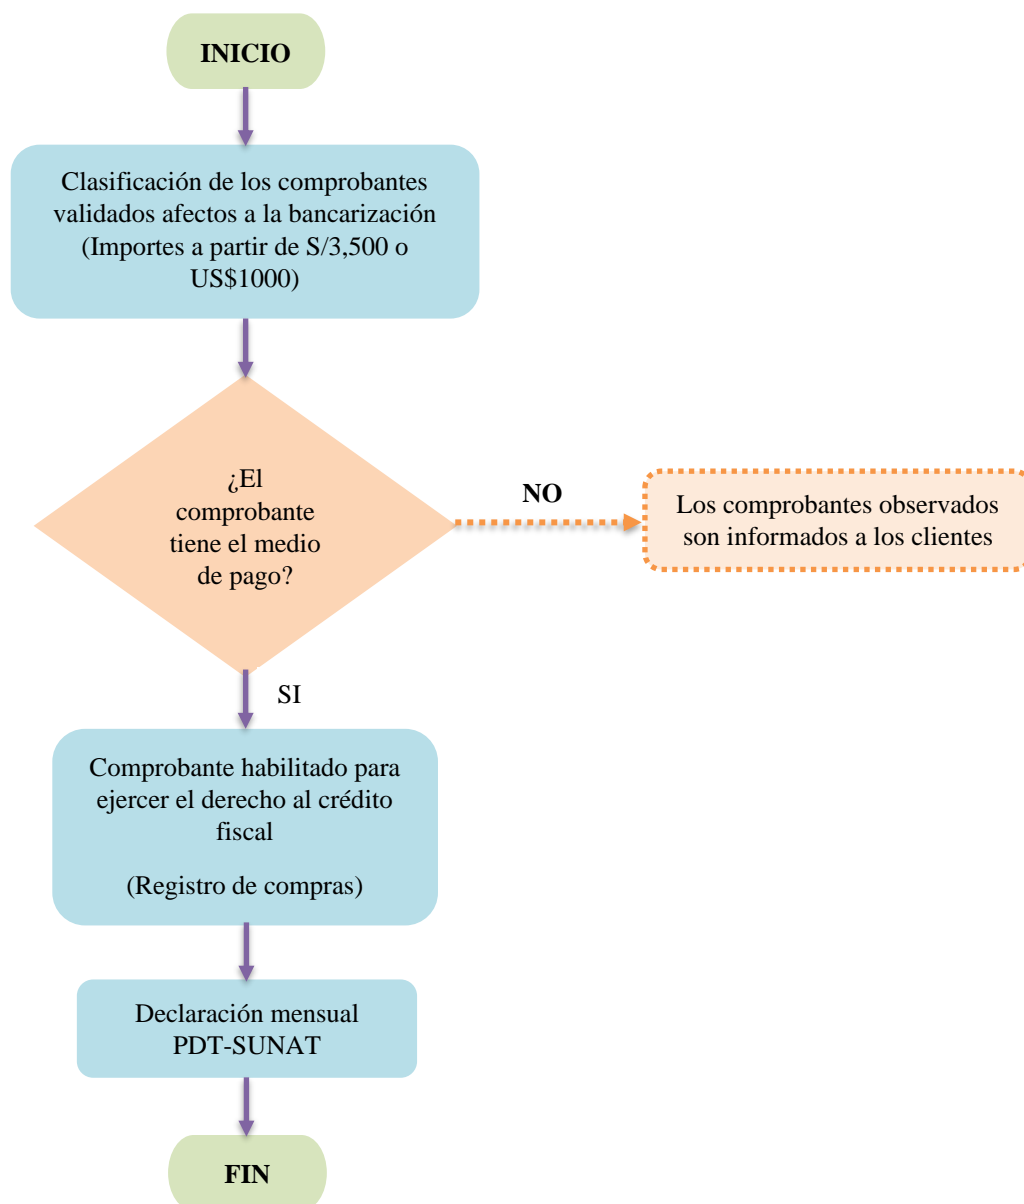 INICIO
Clasificación de los comprobantes
validados afectos a la bancarización
(Importes a partir de S/3,500 o
US$1000)
¿El
comprobante
tiene el medio
de pago?
NO
Los comprobantes observados
son informados a los clientes
SI
Comprobante habilitado para
ejercer el derecho al crédito
fiscal
(Registro de compras)
Declaración mensual
PDT-SUNAT
FIN